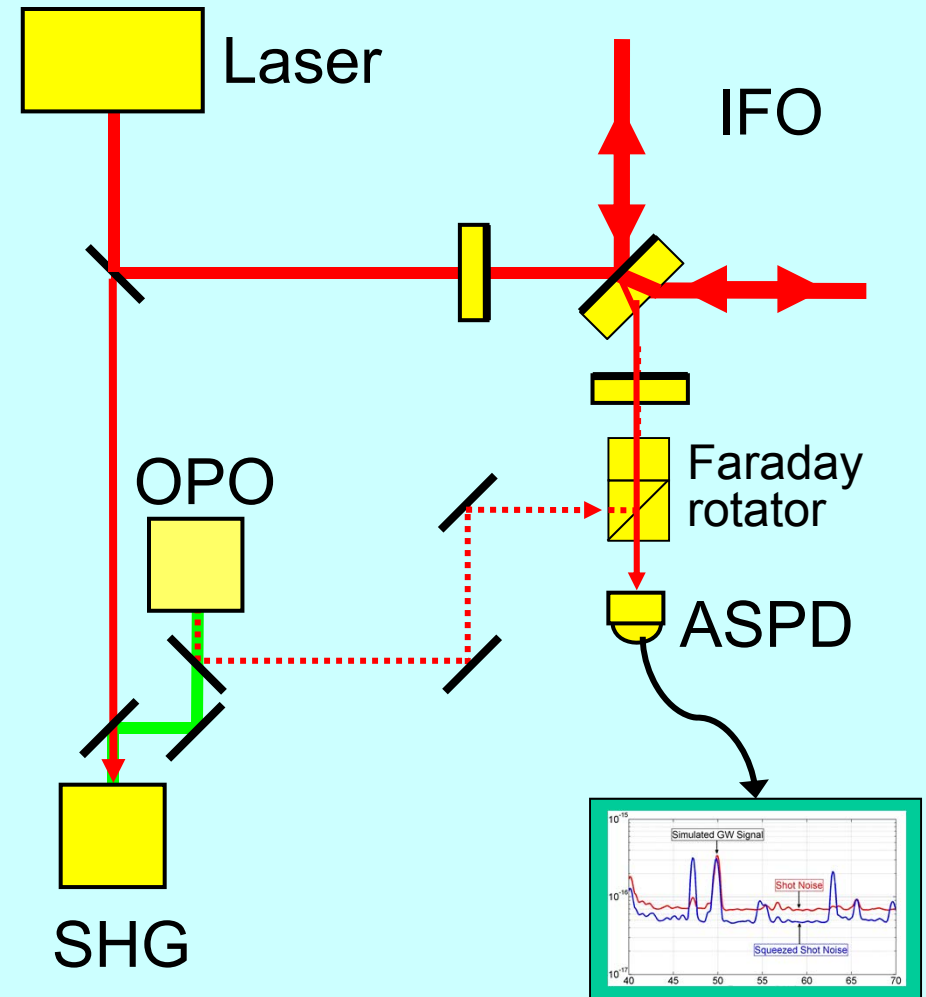 Laser
IFO
OPO
Faraday
rotator
ASPD
SHG
10-15
Simulated GW Signal
Shot Noise
10-16
Squeezed Shot Noise
10-17
40 45 50 55 60 65 70